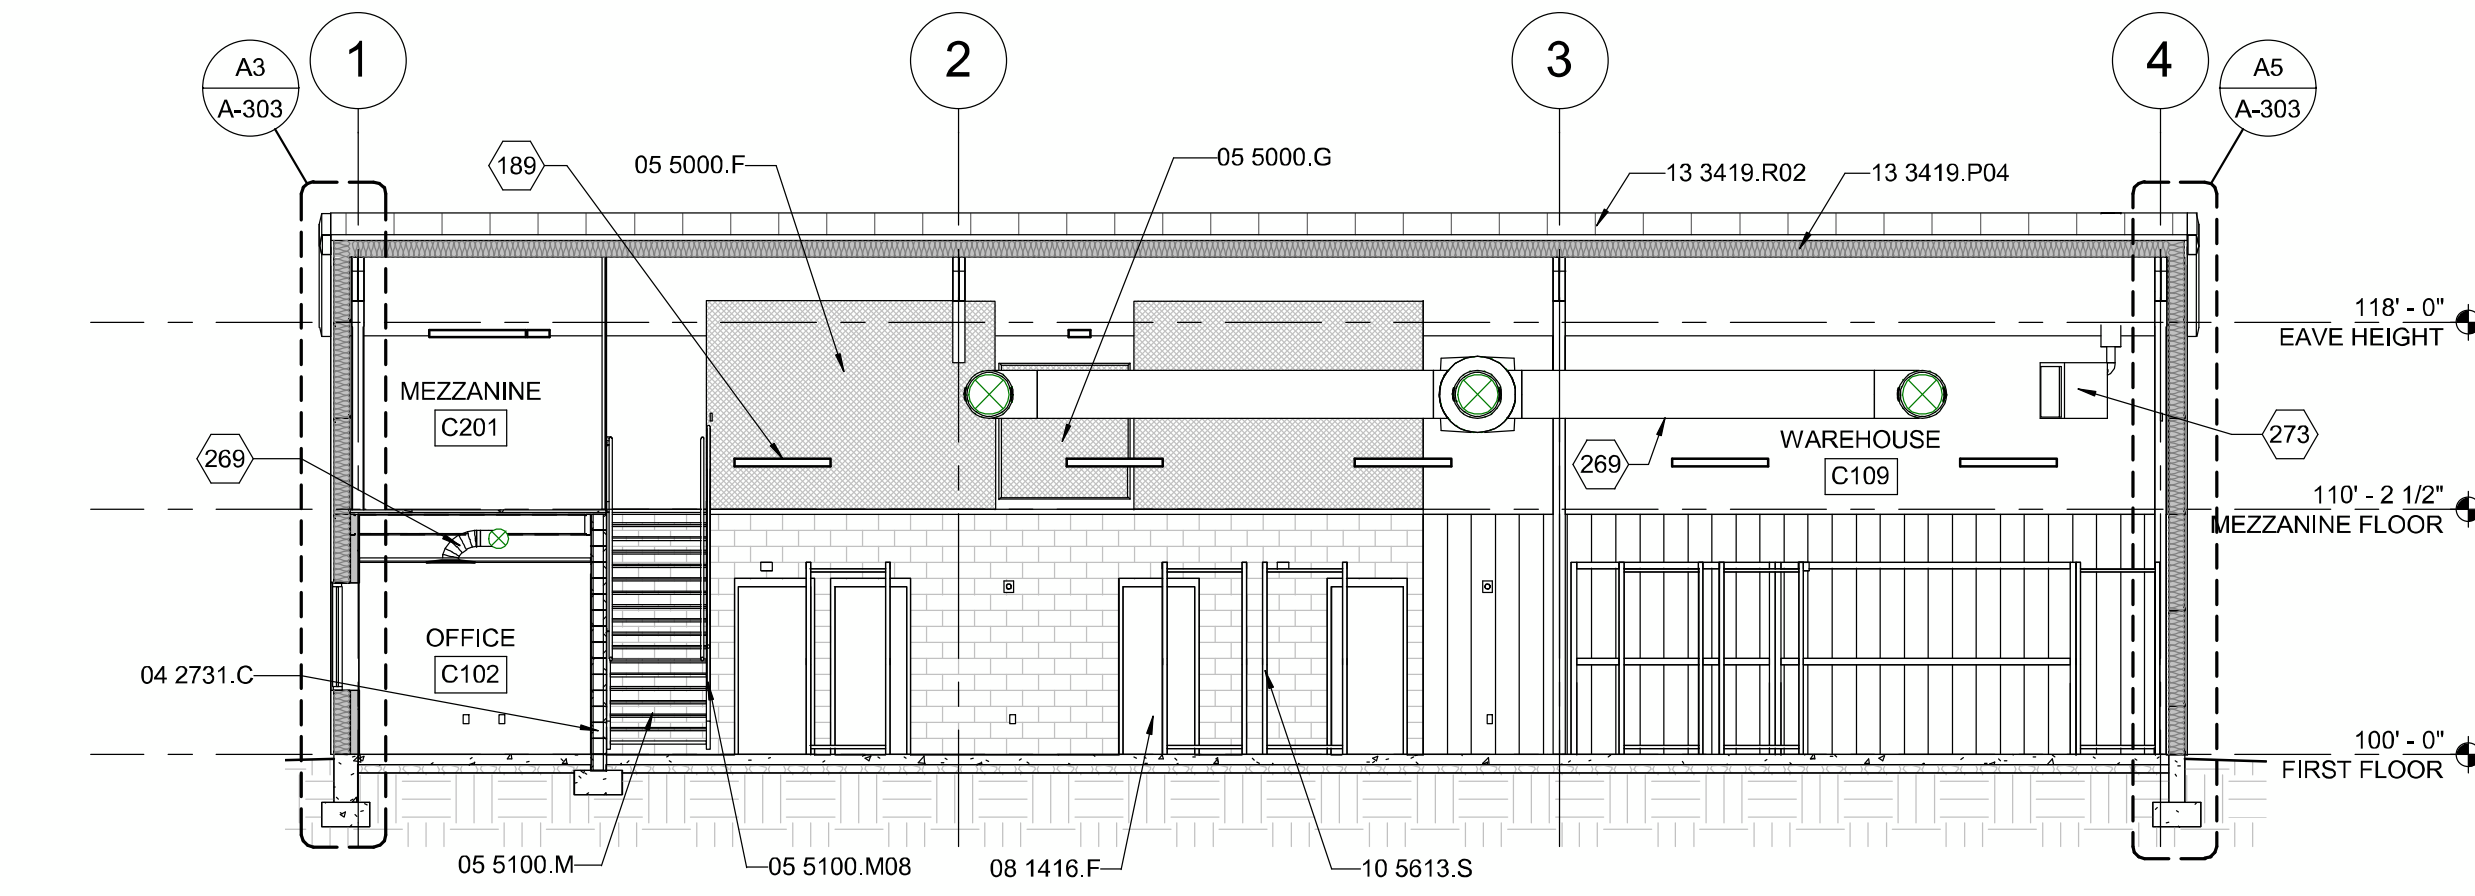 1
2
3
4
A3
A-303
A5
A-303
189
05 5000.F
05 5000.G
13 3419.R02
13 3419.P04
118' - 0"
EAVE HEIGHT
MEZZANINE
C201
269
WAREHOUSE
C109
269
273
110' - 2 1/2"
MEZZANINE FLOOR
OFFICE
C102
04 2731.C
100' - 0"
FIRST FLOOR
05 5100.M
05 5100.M08
08 1416.F
10 5613.S